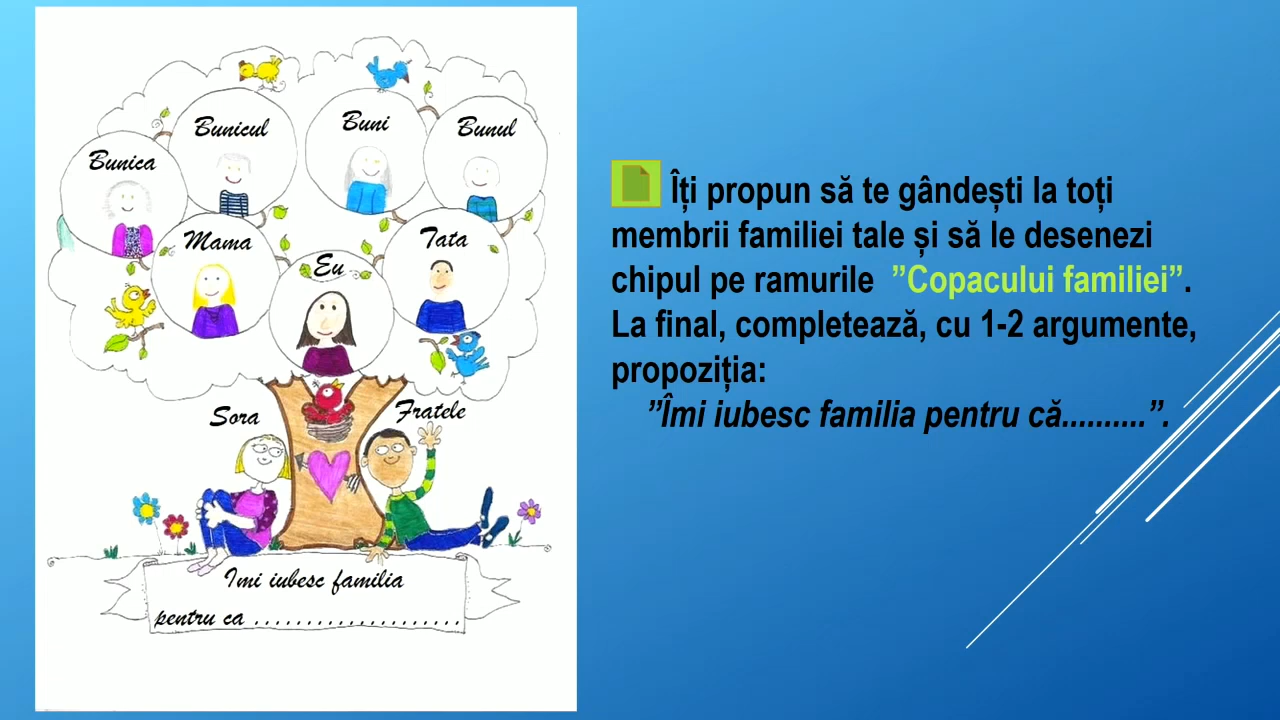 Bunicul
Buni
Bunul
Bunica
Mama
Tata
Eu
Sora
Fratele
Imi iubesc familia
pentru ca ....................
Îți propun să te gândești la toți
membrii familiei tale și să le desenezi
chipul pe ramurile ”Copacului familiei”.
La final, completează, cu 1-2 argumente,
propoziția:
”Îmi iubesc familia pentru că..........”.